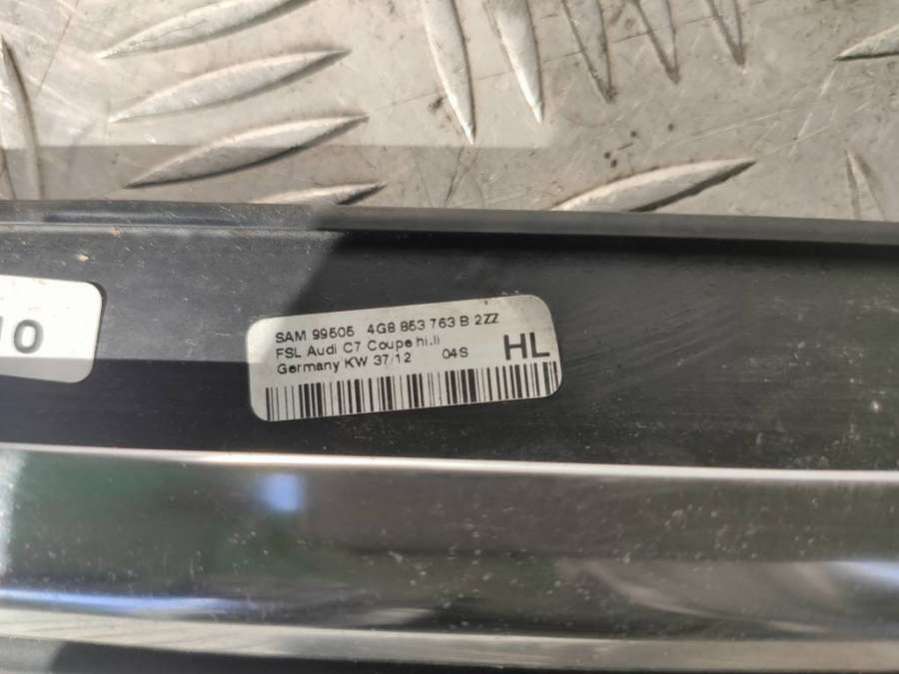 10
SAM 99505 4G8 853 763 B 2ZZ
FSL Audi C7 Coupe hi.li
Germany KW 37/12 04S HL